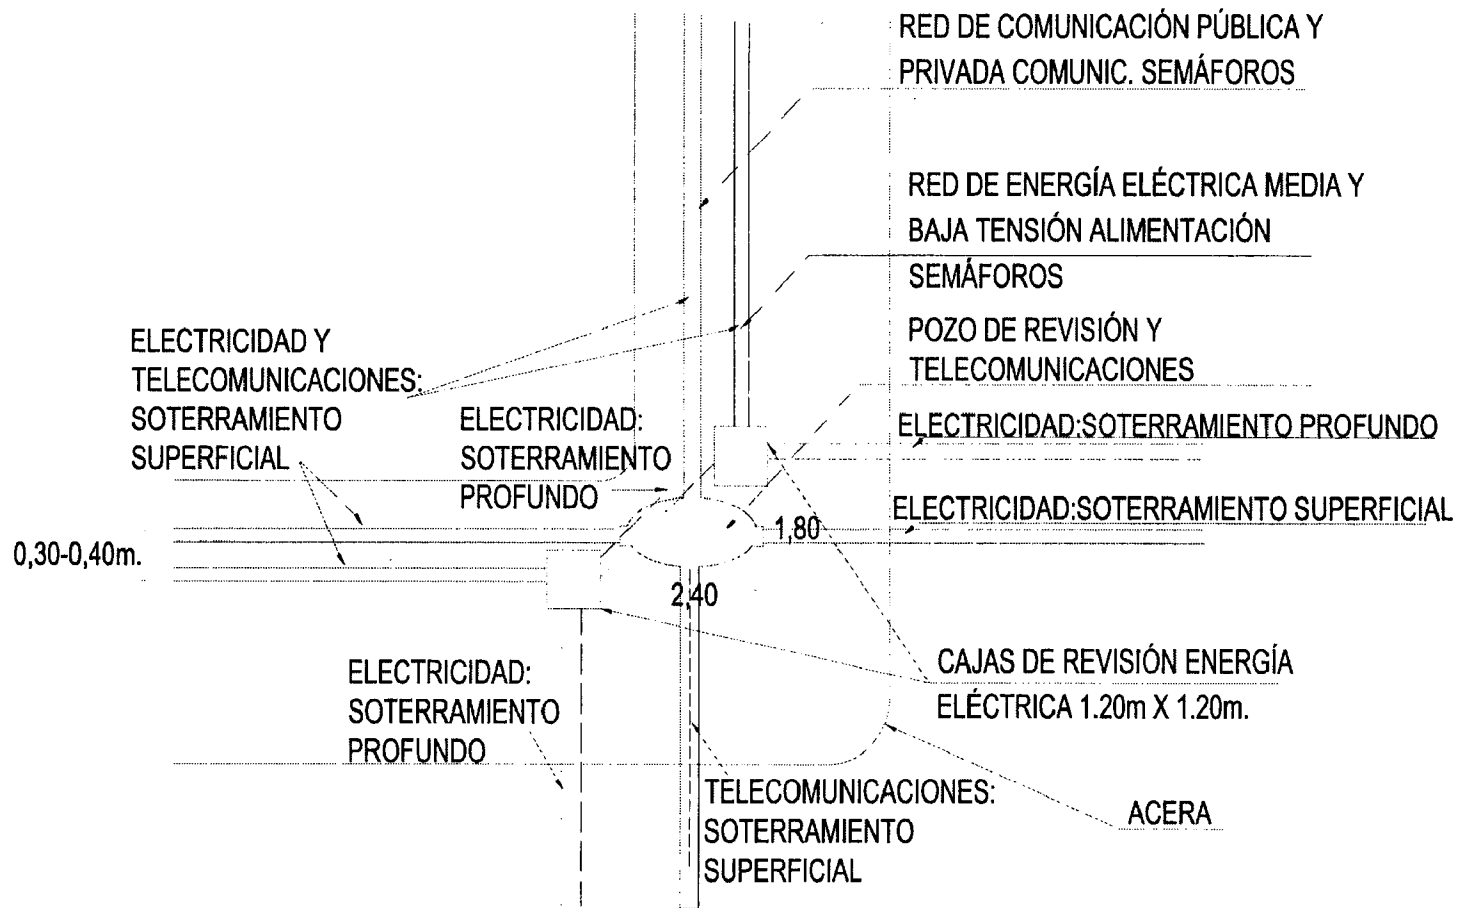 RED DE COMUNICACIÓN PÚBLICA Y
PRIVADA COMUNIC. SEMÁFOROS
RED DE ENERGÍA ELÉCTRICA MEDIA Y
BAJA TENSIÓN ALIMENTACIÓN
SEMÁFOROS
POZO DE REVISIÓN Y
TELECOMUNICACIONES
ELECTRICIDAD Y
TELECOMUNICACIONES:
SOTERRAMIENTO
SUPERFICIAL
ELECTRICIDAD:
SOTERRAMIENTO
PROFUNDO
ELECTRICIDAD:SOTERRAMIENTO PROFUNDO
ELECTRICIDAD:SOTERRAMIENTO SUPERFICIAL
1,80
0,30-0,40m.
2,40
CAJAS DE REVISIÓN ENERGÍA
ELÉCTRICA 1.20m X 1.20m.
ELECTRICIDAD:
SOTERRAMIENTO
PROFUNDO
TELECOMUNICACIONES:
SOTERRAMIENTO
SUPERFICIAL
ACERA